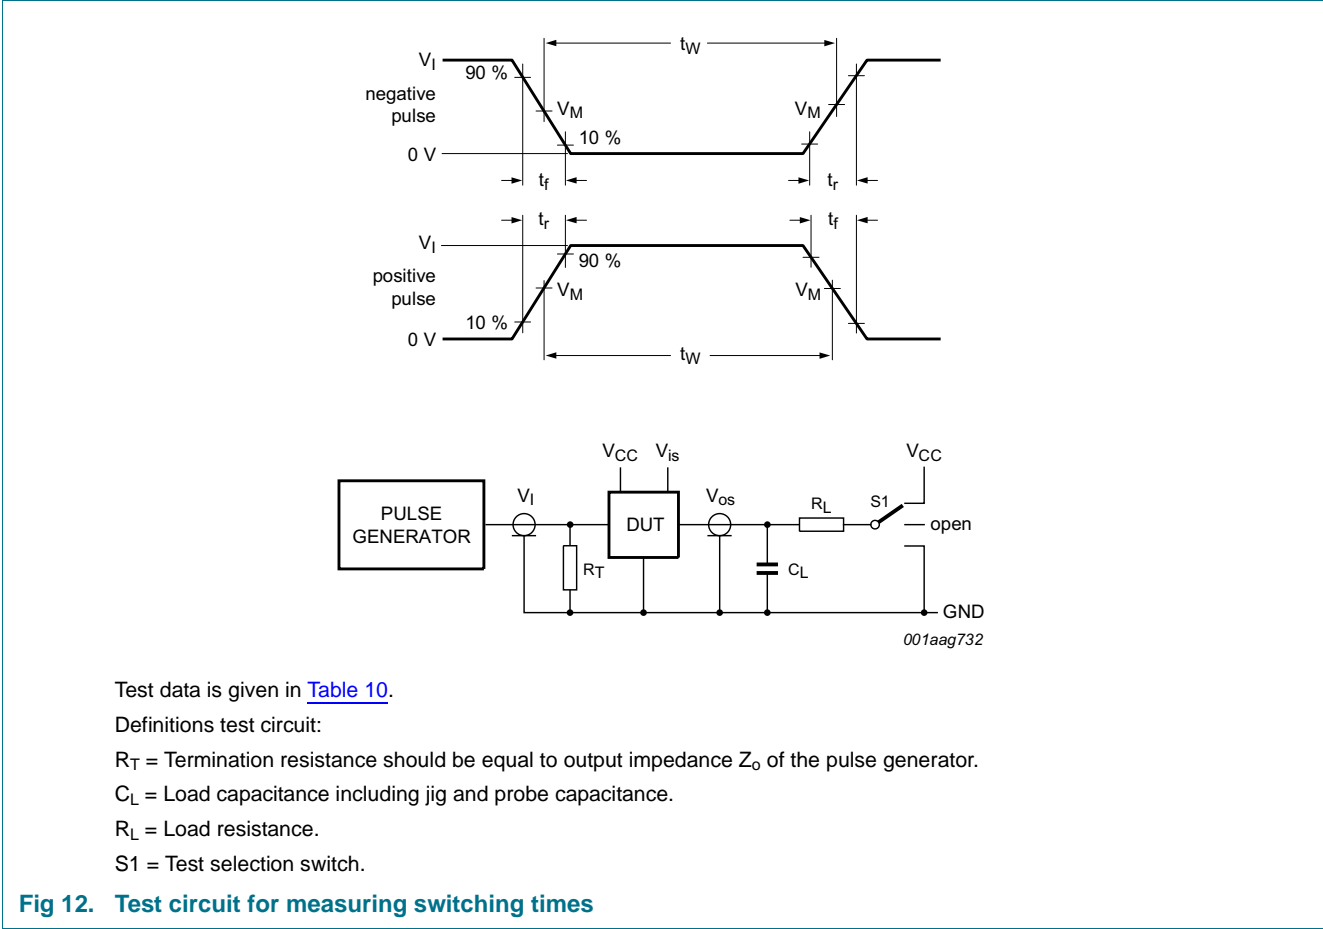 tW
VI
90 %
negative
pulse
VM
VM
10 %
0 V
tf
tr
tr
tf
VI
90 %
positive
pulse
VM
VM
10 %
0 V
tW
VCC
Vis
VCC
PULSE
GENERATOR
VI
DUT
Vos
RL
S1
open
RT
CL
GND
001aag732
Test data is given in Table 10.
Definitions test circuit:
RT = Termination resistance should be equal to output impedance Zo of the pulse generator.
CL = Load capacitance including jig and probe capacitance.
RL = Load resistance.
S1 = Test selection switch.
Fig 12. Test circuit for measuring switching times